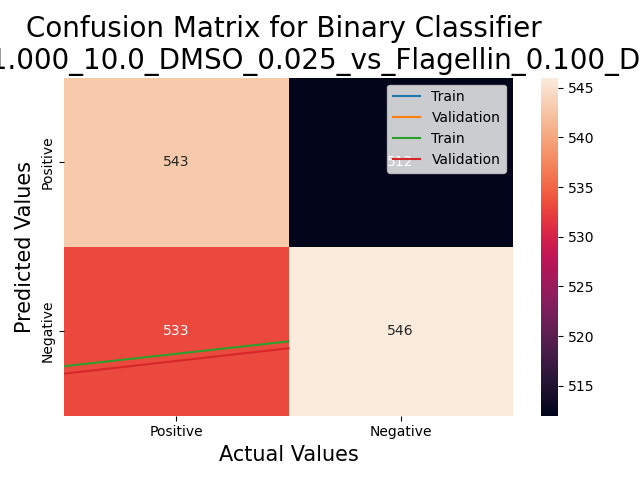 Confusion Matrix for Binary Classifier
1.000_10.0_DMSO_0.025_vs_Flagellin_0.100_D
Train
Validation
Train
Validation
545
540
535
530
525
520
515
Predicted Values
Positive
Negative
543
512
533
546
Positive
Negative
Actual Values